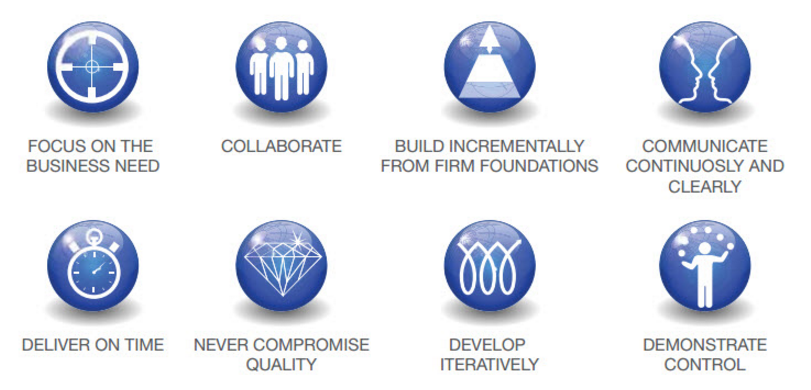 FOCUS ON THE
BUSINESS NEED
COLLABORATE
BUILD INCREMENTALLY
FROM FIRM FOUNDATIONS
COMMUNICATE
CONTINUOSLY AND
CLEARLY
DELIVER ON TIME
NEVER COMPROMISE
QUALITY
DEVELOP
ITERATIVELY
DEMONSTRATE
CONTROL